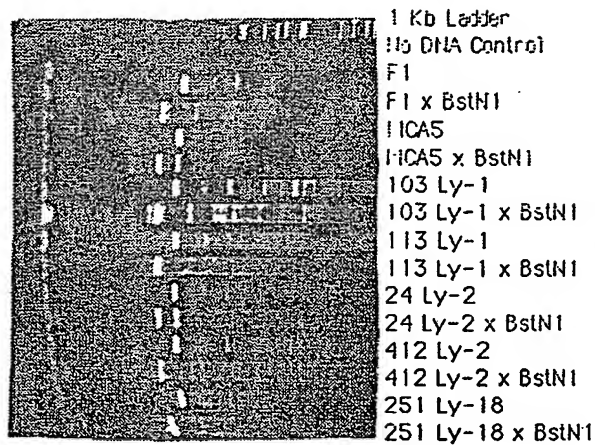 1 Kb Ladder
No DNA Control
F1
F1 x BstN1
HCA5
HCA5 x BstN1
103 Ly-1
103 Ly-1 x BstN1
113 Ly-1
113 Ly-1 x BstN1
24 Ly-2
24 Ly-2 x BstN1
412 Ly-2
412 Ly-2 x BstN1
251 Ly-18
251 Ly-18 x BstN1